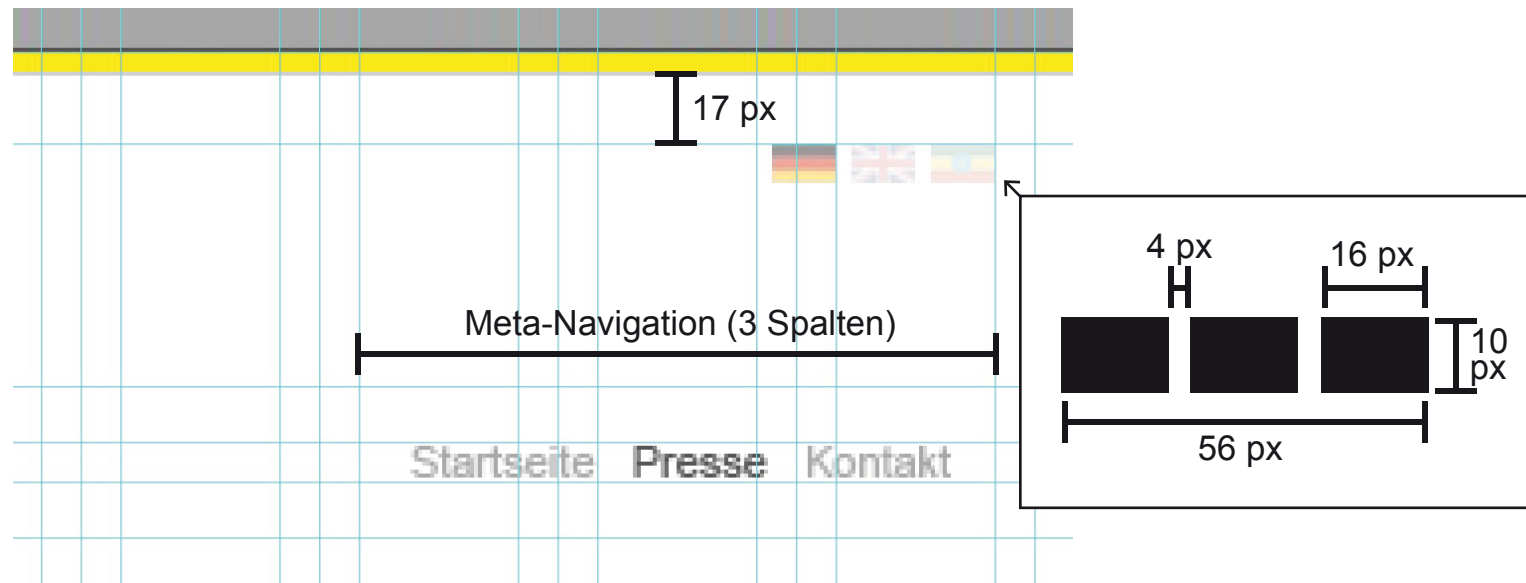 17 px
4 px
16 px
Meta-Navigation (3 Spalten)
10
px
56 px
Startseite Presse Kontakt